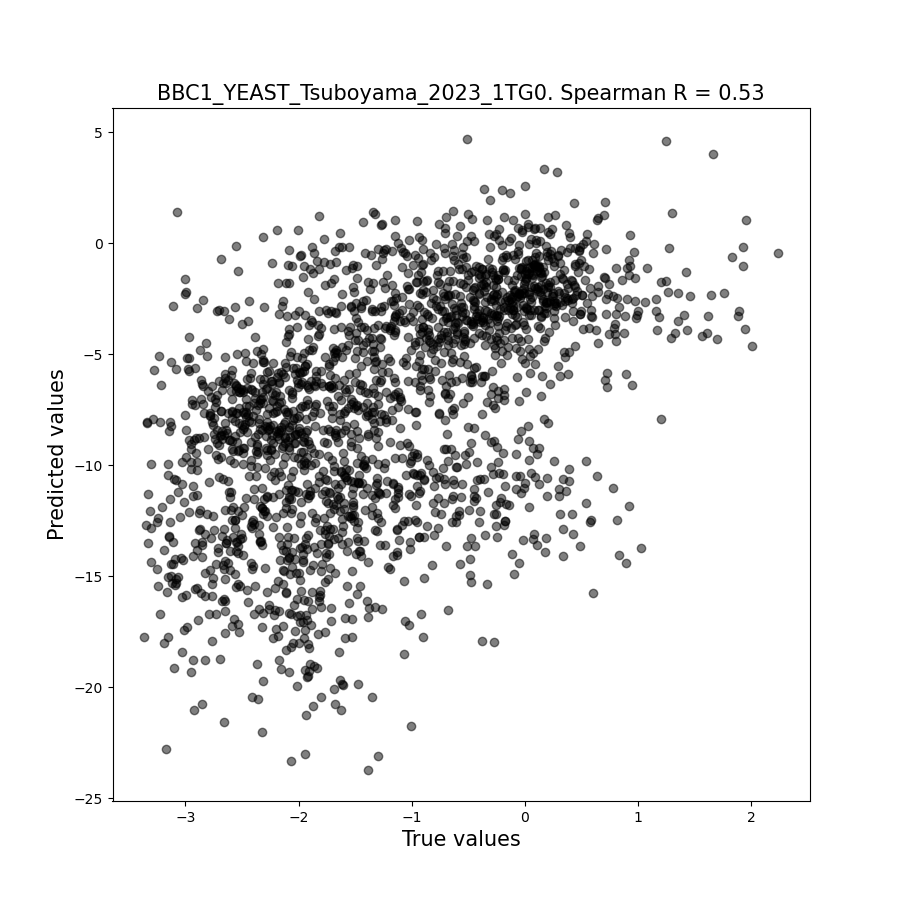 BBC1_YEAST_Tsuboyama_2023_1TG0. Spearman R = 0.53
5
0
−5
−10
−15
−20
−25
Predicted values
−3 −2 −1 0 1 2
True values